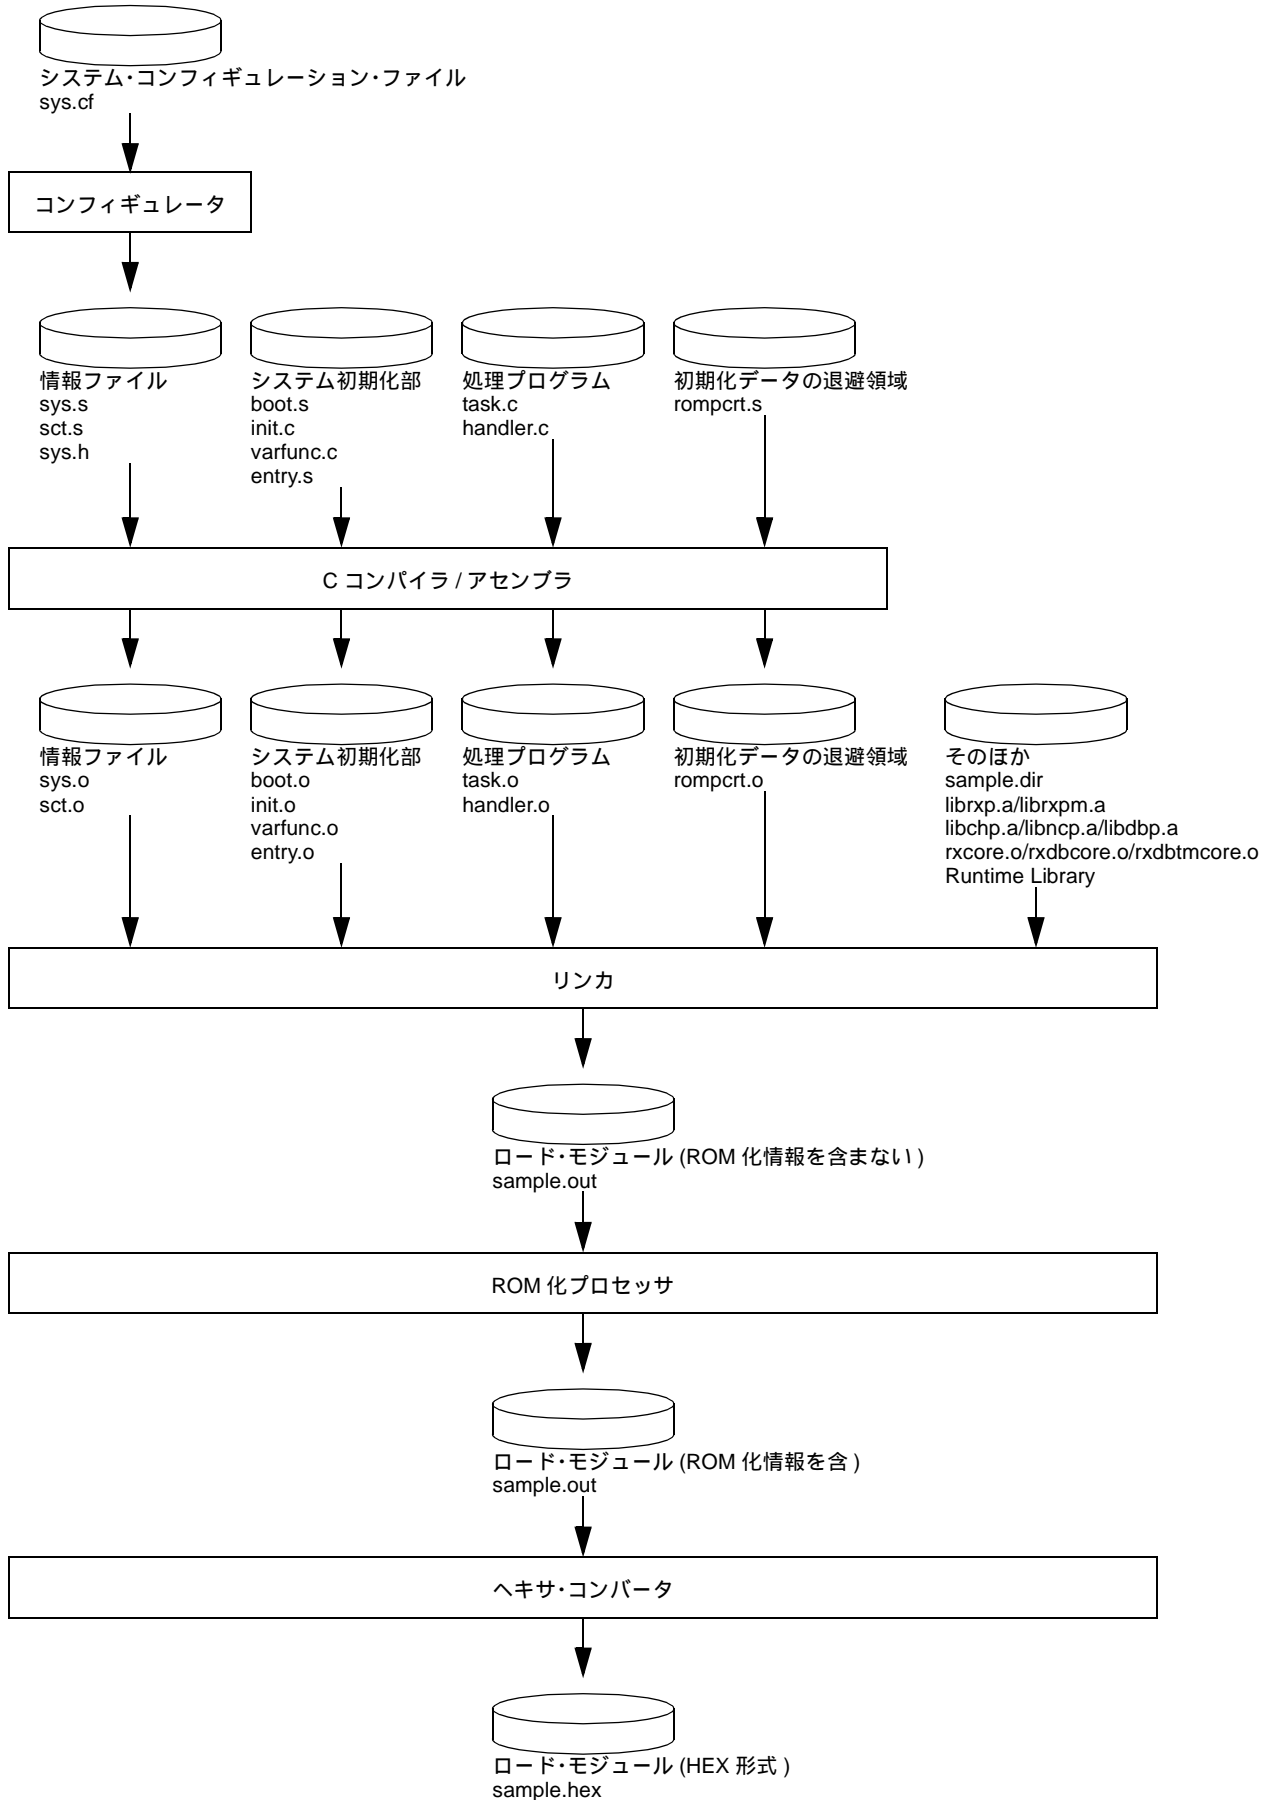 システム･コンフィギュレーション･ファイル
sys.cf
コンフィギュレータ
情報ファイル
sys.s
sct.s
sys.h
システム初期化部
boot.s
init.c
varfunc.c
entry.s
処理プログラム
task.c
handler.c
初期化データの退避領域
rompcrt.s
C コンパイラ / アセンブラ
情報ファイル
sys.o
sct.o
システム初期化部
boot.o
init.o
varfunc.o
entry.o
処理プログラム
task.o
handler.o
初期化データの退避領域
rompcrt.o
そのほか
sample.dir
librxp.a/librxpm.a
libchp.a/libncp.a/libdbp.a
rxcore.o/rxdbcore.o/rxdbtmcore.o
Runtime Library
リンカ
ロード･モジュール (ROM 化情報を含まない )
sample.out
ROM 化プロセッサ
ロード･モジュール (ROM 化情報を含 )
sample.out
ヘキサ･コンバータ
ロード･モジュール (HEX 形式 )
sample.hex